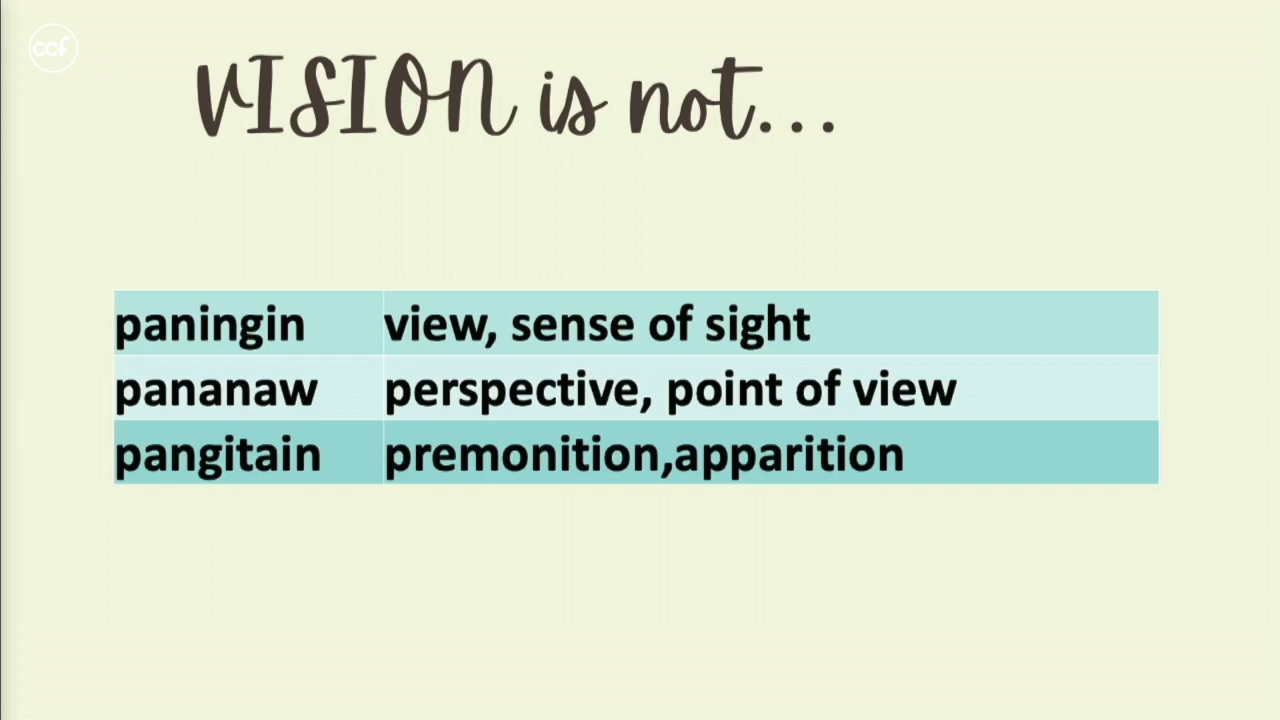 ccf
VISION is not...
paningin view, sense of sight
pananaw perspective, point of view
pangitain premonition,apparition